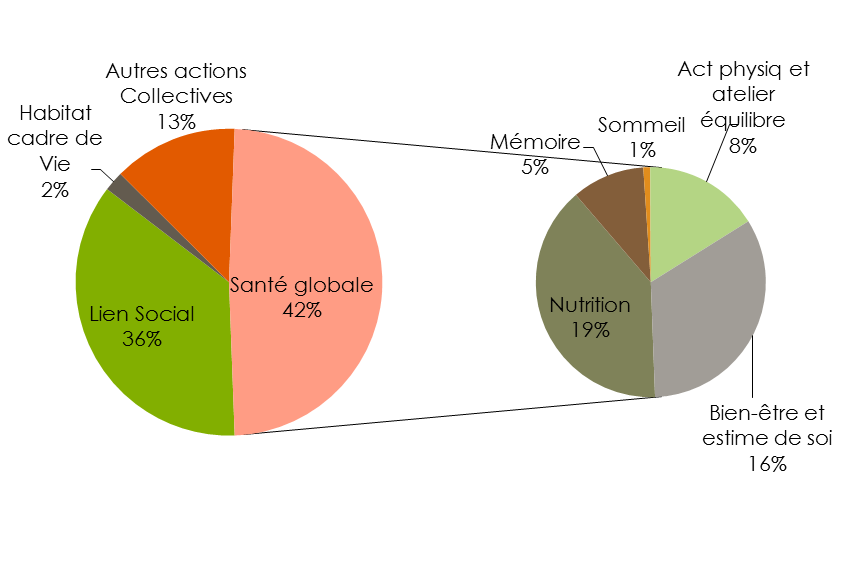 Autres actions
Collectives
13%
Habitat
cadre de
Vie
2%
Lien Social
36%
Santé globale
42%
Mémoire
5%
Sommeil
1%
Act physiq et
atelier
équilibre
8%
Nutrition
19%
Bien-être et
estime de soi
16%